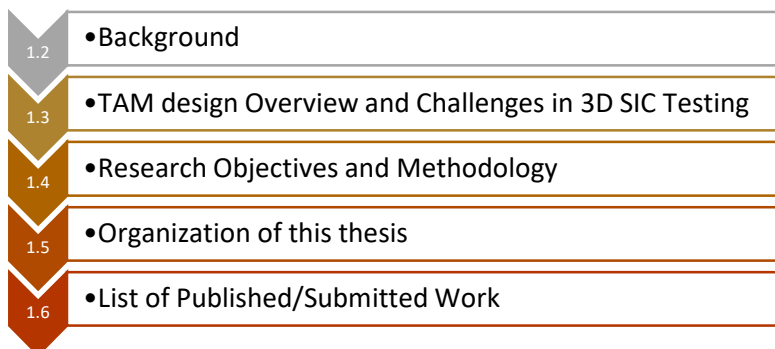 1.2
•Background
1.3
•TAM design Overview and Challenges in 3D SIC Testing
1.4
•Research Objectives and Methodology
1.5
•Organization of this thesis
1.6
•List of Published/Submitted Work